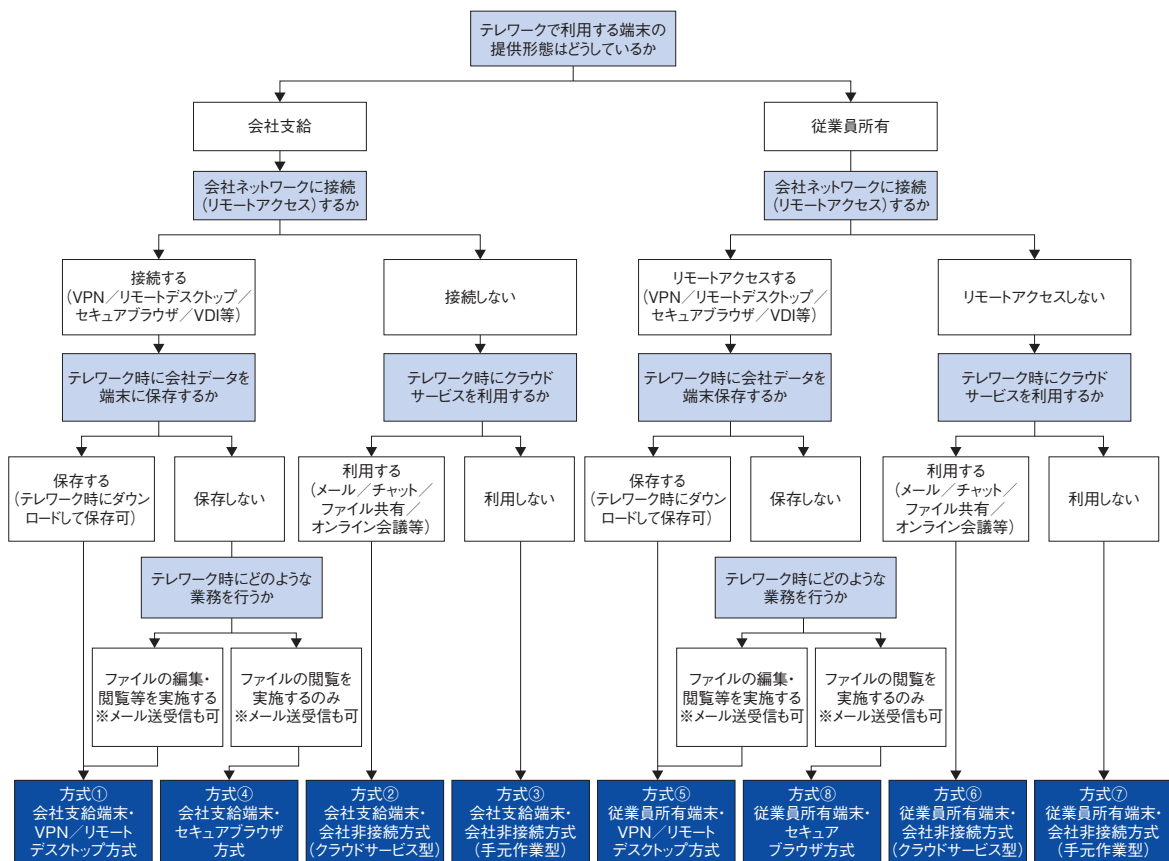 テレワークで利用する端末の
提供形態はどうしているか
会社支給
従業員所有
会社ネットワークに接続
(リモートアクセス)するか
会社ネットワークに接続
(リモートアクセス)するか
接続する
(VPN/リモートデスクトップ/
セキュアブラウザ/VDI等)
接続しない
リモートアクセスする
(VPN/リモートデスクトップ/
セキュアブラウザ/VDI等)
リモートアクセスしない
テレワーク時に会社データを
端末に保存するか
テレワーク時にクラウド
サービスを利用するか
テレワーク時に会社データを
端末保存するか
テレワーク時にクラウド
サービスを利用するか
保存する
(テレワーク時にダウン
ロードして保存可)
保存しない
利用する
(メール/チャット/
ファイル共有/
オンライン会議等)
利用しない
保存する
(テレワーク時にダウン
ロードして保存可)
保存しない
利用する
(メール/チャット/
ファイル共有/
オンライン会議等)
利用しない
テレワーク時にどのような
業務を行うか
テレワーク時にどのような
業務を行うか
ファイルの編集・
閲覧等を実施する
※メール送受信も可
ファイルの閲覧を
実施するのみ
※メール送受信も可
ファイルの編集・
閲覧等を実施する
※メール送受信も可
ファイルの閲覧を
実施するのみ
※メール送受信も可
方式①
会社支給端末・
VPN/リモート
デスクトップ方式
方式④
会社支給端末・
セキュアブラウザ
方式
方式②
会社支給端末・
会社非接続方式
(クラウドサービス型)
方式③
会社支給端末・
会社非接続方式
(手元作業型)
方式⑤
従業員所有端末・
VPN/リモート
デスクトップ方式
方式⑧
従業員所有端末・
セキュア
ブラウザ方式
方式⑥
従業員所有端末・
会社非接続方式
(クラウドサービス型)
方式⑦
従業員所有端末・
会社非接続方式
(手元作業型)